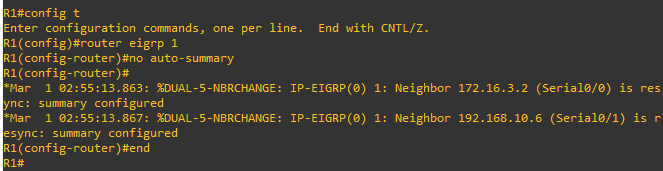 R1#config t
Enter configuration commands, one per line.  End with CNTL/Z.
R1(config)#router eigrp 1
R1(config-router)#no auto-summary
R1(config-router)#
*Mar  1 02:55:13.863: %DUAL-5-NBRCHANGE: IP-EIGRP(0) 1: Neighbor 172.16.3.2 (Serial0/0) is res
ync: summary configured
*Mar  1 02:55:13.867: %DUAL-5-NBRCHANGE: IP-EIGRP(0) 1: Neighbor 192.168.10.6 (Serial0/1) is r
esync: summary configured
R1(config-router)#end
R1#